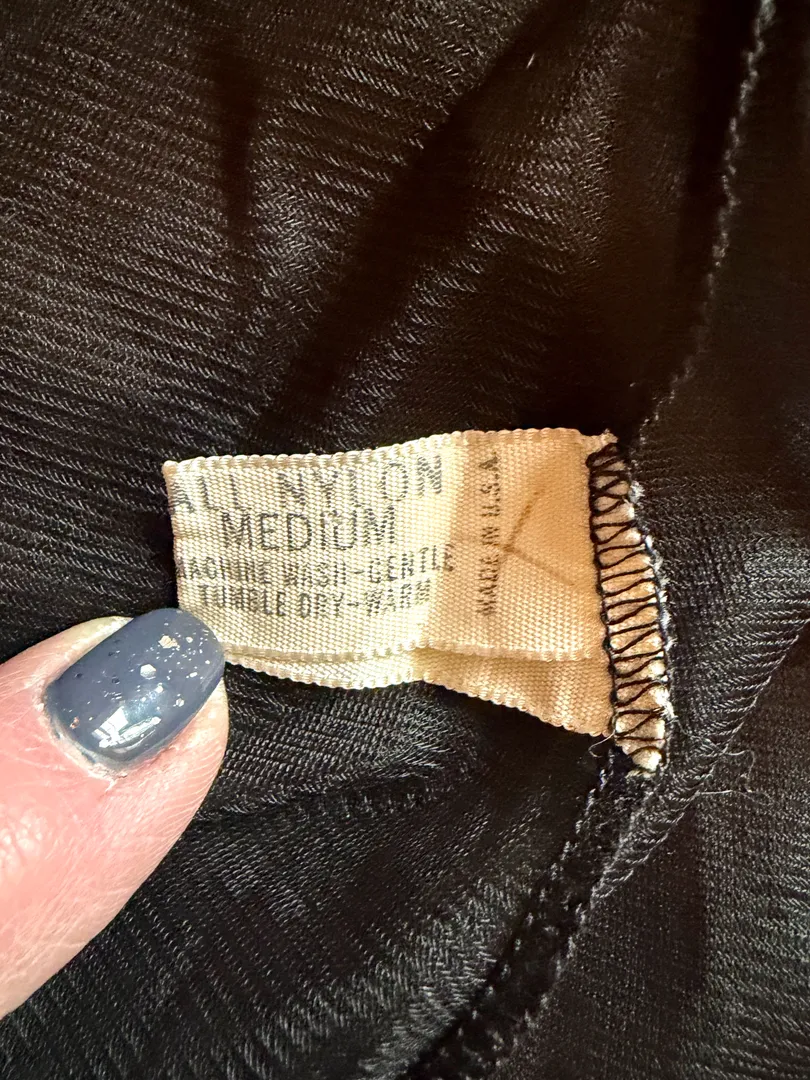 ALL NYLON
MEDIUM
MACHINE WASH-GENTLE
TUMBLE DRY-WARM
MADE IN U.S.A.